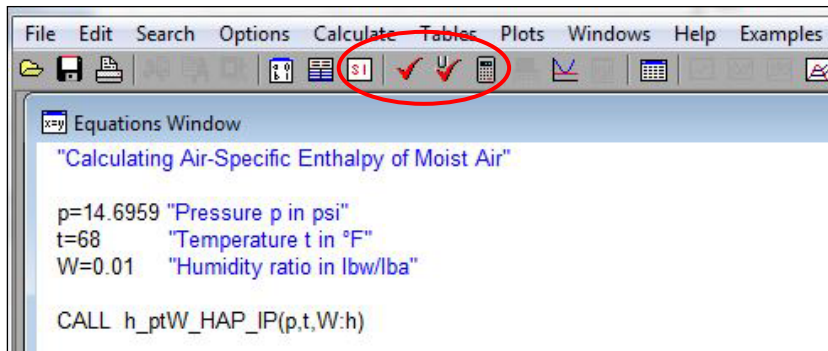 File Edit Search Options Calculate Tables Plots Windows Help Examples
SI
x=y Equations Window
"Calculating Air-Specific Enthalpy of Moist Air"
p=14.6959 "Pressure p in psi"
t=68 "Temperature t in °F"
W=0.01 "Humidity ratio in lbw/lba"
CALL h_ptW_HAP_IP(p,t,W:h)